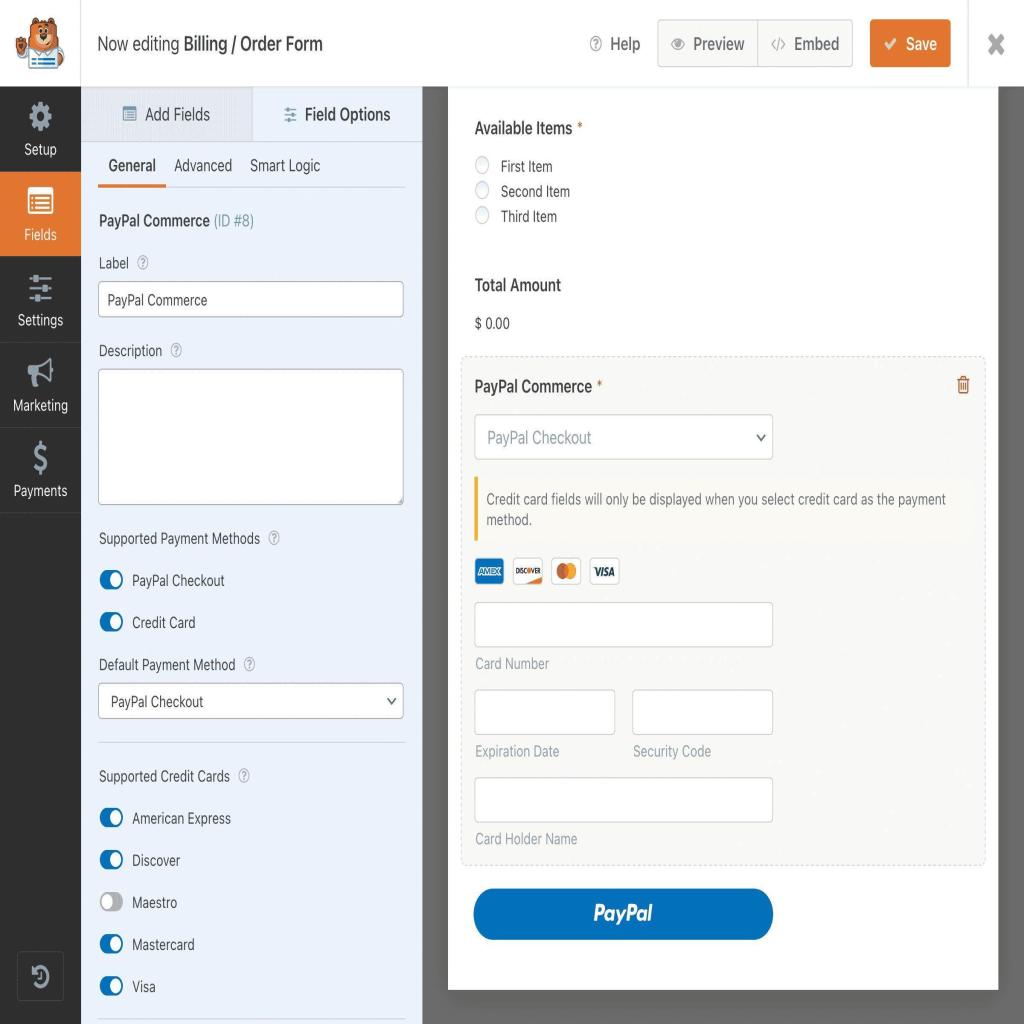 Now editing Billing / Order Form
Help
Preview
Embed
Save
Setup
Fields
Settings
Marketing
Payments
Add Fields
Field Options
General
Advanced
Smart Logic
PayPal Commerce (ID #8)
Label
PayPal Commerce
Description
Supported Payment Methods
PayPal Checkout
Credit Card
Default Payment Method
PayPal Checkout
Supported Credit Cards
American Express
Discover
Maestro
Mastercard
Visa
Available Items *
First Item
Second Item
Third Item
Total Amount
$ 0.00
PayPal Commerce *
PayPal Checkout
Credit card fields will only be displayed when you select credit card as the payment
method.
AMEX
DISCOVER
VISA
Card Number
Expiration Date
Security Code
Card Holder Name
PayPal